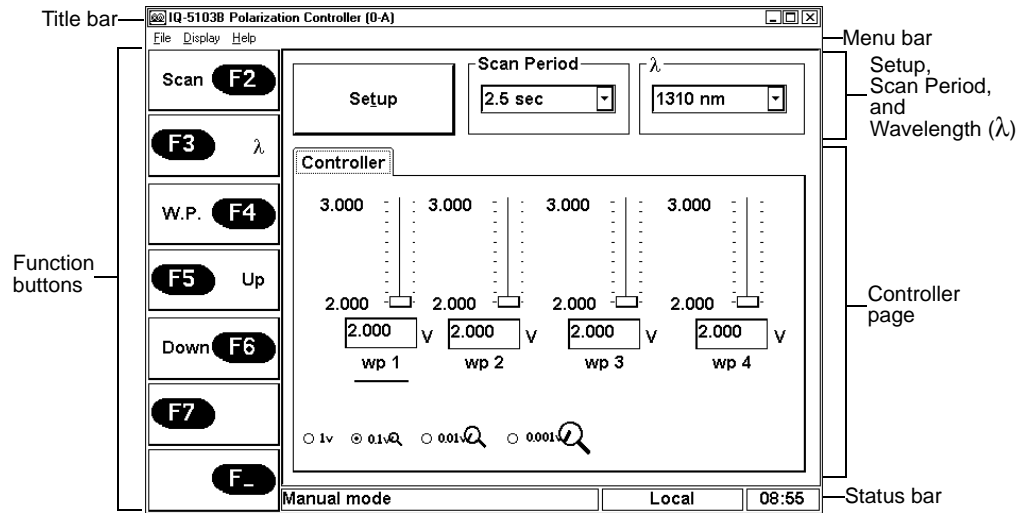 Title bar
IQ-5103B Polarization Controller (0-A)
File Display Help
Menu bar
Scan F2
F3 λ
W.P. F4
F5 Up
Down F6
F7
F_
Function
buttons
Setup
Scan Period
2.5 sec
λ
1310 nm
Setup,
Scan Period,
and
Wavelength (λ)
Controller
3.000 3.000 3.000 3.000
2.000 2.000 2.000 2.000
2.000 V 2.000 V 2.000 V 2.000 V
wp 1 wp 2 wp 3 wp 4
1v 0.1v 0.01v 0.001v
Controller
page
Manual mode Local 08:55
Status bar